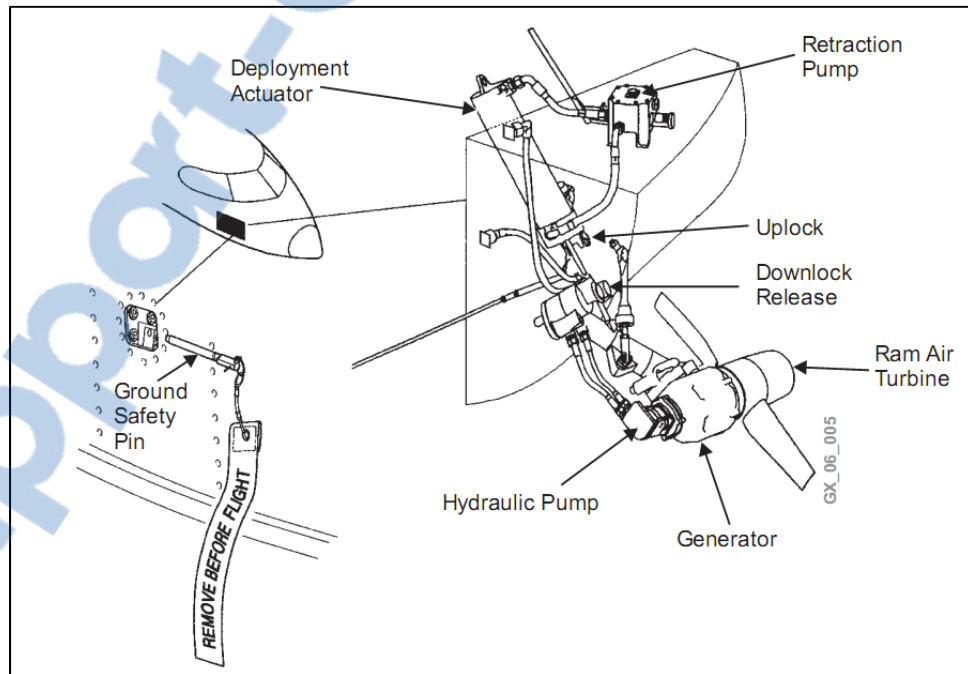 Deployment
Actuator
Retraction
Pump
Uplock
Downlock
Release
Ram Air
Turbine
Ground
Safety
Pin
Hydraulic Pump
Generator
GX_06_005
REMOVE BEFORE FLIGHT